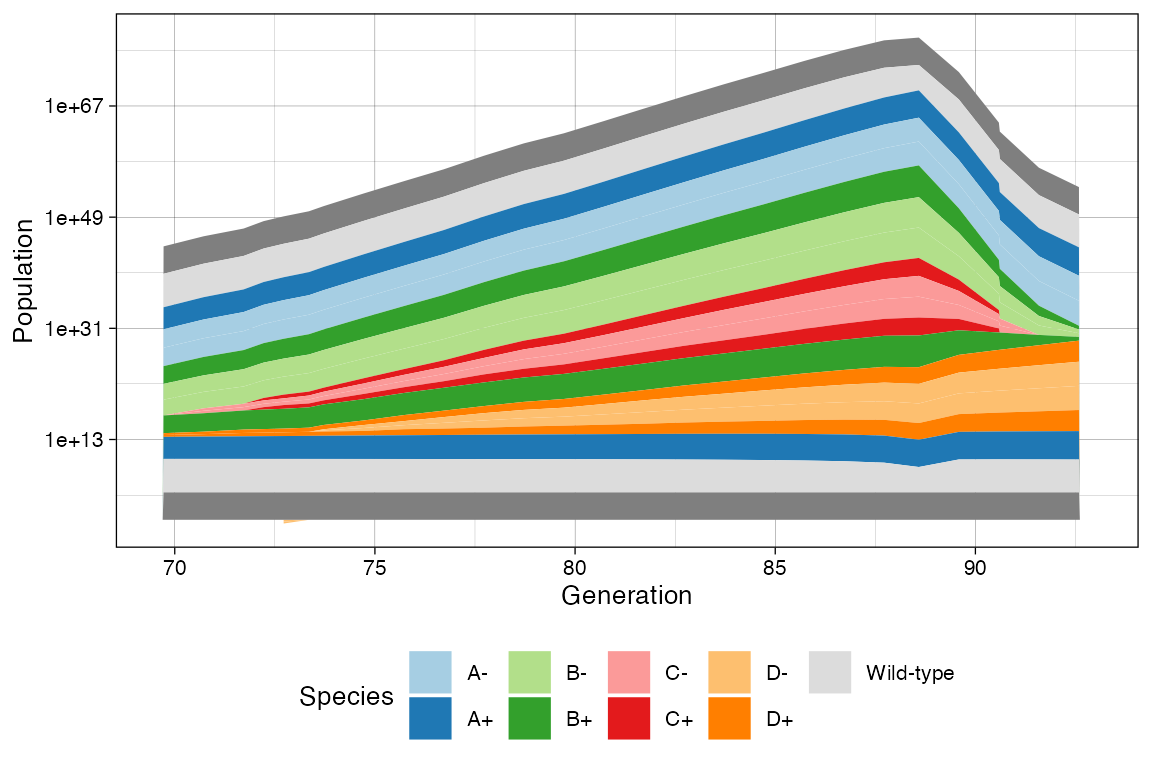 1e+67
1e+49
1e+31
1e+13
Population
70 75 80 85 90
Generation
Species
A- B- C- D- Wild-type
A+ B+ C+ D+